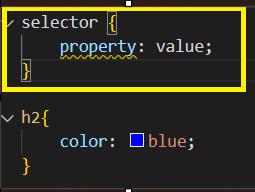 selector {
property: value;
}
h2{
color: blue;
}